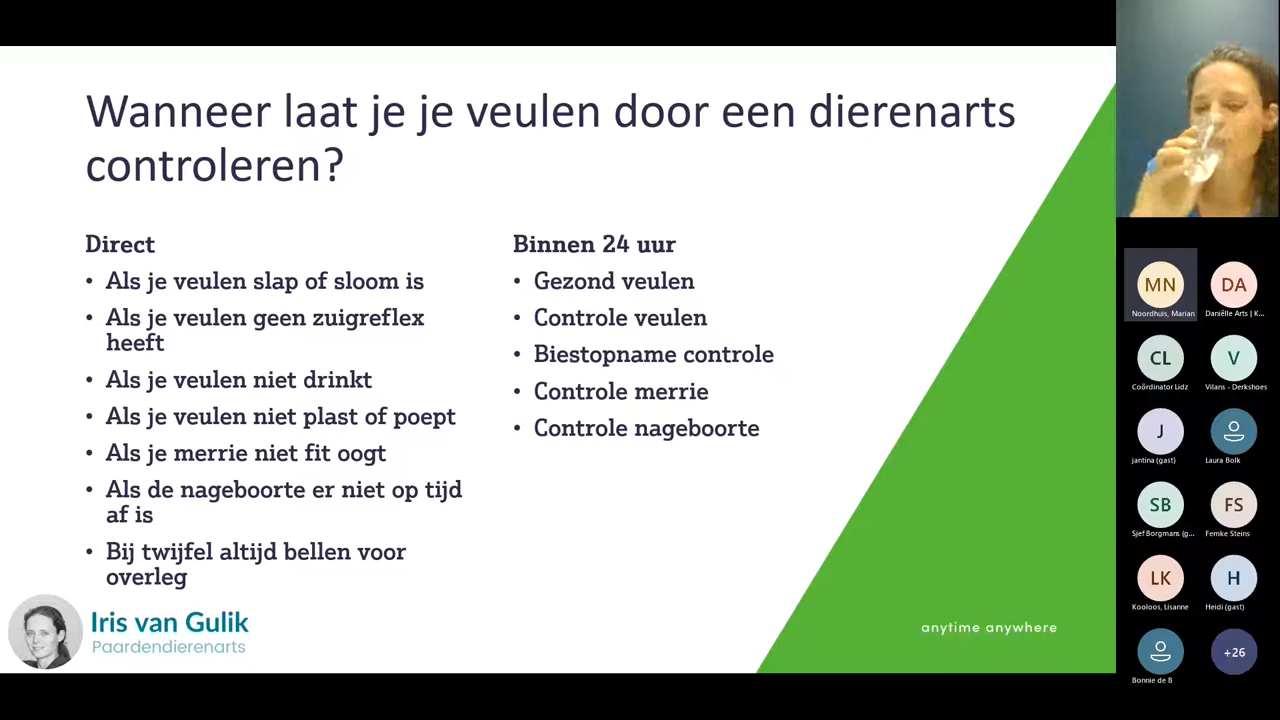 Wanneer laat je je veulen door een dierenarts
controleren?
Direct
• Als je veulen slap of sloom is
• Als je veulen geen zuigreflex
heeft
• Als je veulen niet drinkt
• Als je veulen niet plast of poept
• Als je merrie niet fit oogt
• Als de nageboorte er niet op tijd
af is
• Bij twijfel altijd bellen voor
overleg
Binnen 24 uur
• Gezond veulen
• Controle veulen
• Biestopname controle
• Controle merrie
• Controle nageboorte
Iris van Gulik
Paardendierenarts
anytime anywhere
MN
Noordhuis, Marian
DA
Daniëlle Arts | K...
CL
Coördinator Lidz
V
Vilans - Derkshoes
J
jantina (gast)
Laura Bolk
SB
Sjef Borgmans (g...
FS
Femke Steins
LK
Kooloos, Lisanne
H
Heidi (gast)
Bonnie de B
+26